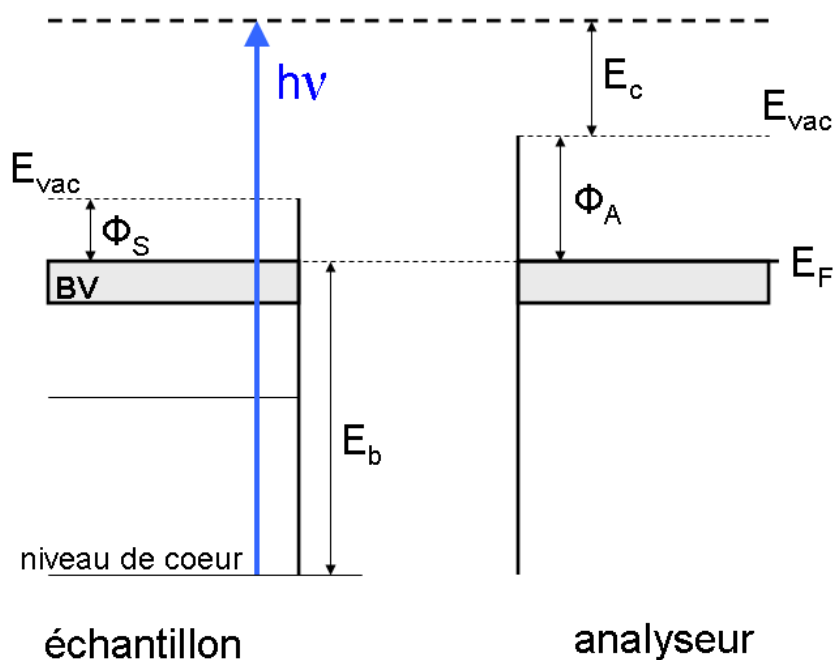 hν
E_c
E_vac
E_vac
Φ_S
Φ_A
BV
E_F
E_b
niveau de coeur
échantillon
analyseur